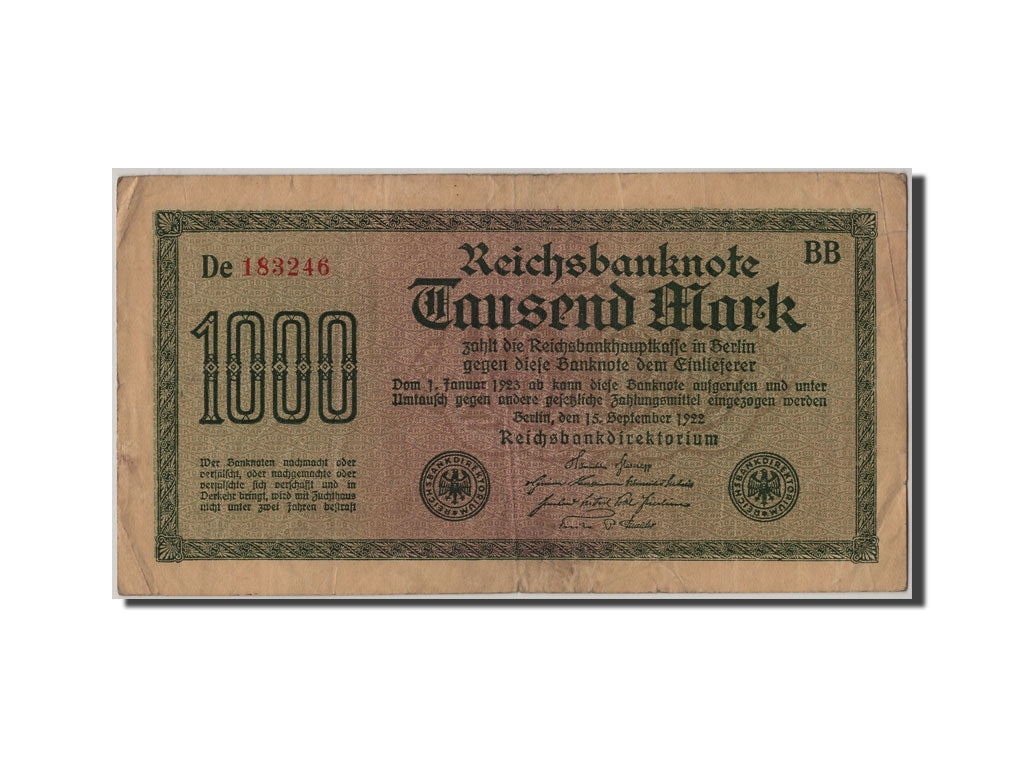 De 183246
BB
1000
Reichsbanknote
Tausend Mark
zahlt die Reichsbankhauptkasse in Berlin
gegen diese Banknote dem Einlieferer
Vom 1. Januar 1923 ab kann diese Banknote aufgerufen und unter
Umtausch gegen andere gesetzliche Zahlungsmittel eingezogen werden
Berlin, den 15. September 1922
Reichsbankdirektorium
Wer Banknoten nachmacht oder
verfälscht, oder nachgemachte oder
verfälschte sich verschafft und in
Verkehr bringt, wird mit Zuchthaus
nicht unter zwei Jahren bestraft
REICHSBANKDIREKTORIUM
REICHSBANKDIREKTORIUM